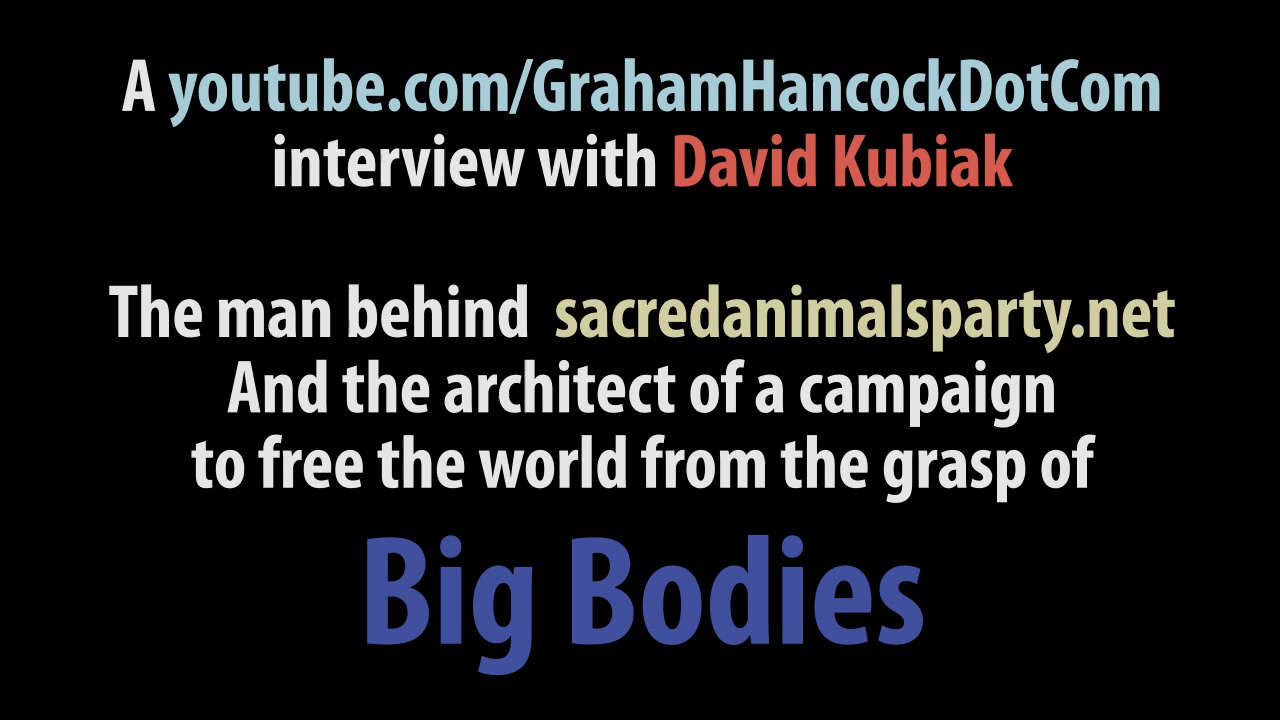 A youtube.com/GrahamHancockDotCom
interview with David Kubiak
The man behind sacredanimalsparty.net
And the architect of a campaign
to free the world from the grasp of
Big Bodies